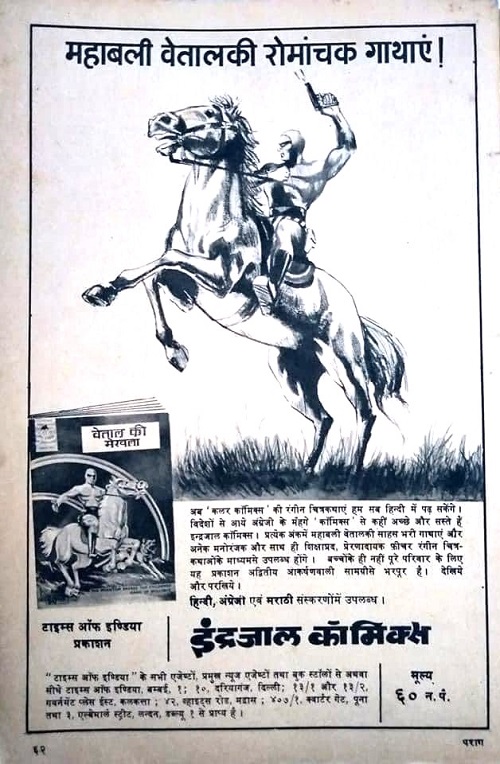 महाबली वेतालकी रोमांचक गाथाएं!
वेताल की
मेखला
अब 'कलर कॉमिक्स' की रंगीन चित्रकथाएं हम सब हिन्दी में पढ़ सकेंगे।
विदेशों से आये अंग्रेजी के मँहगे 'कॉमिक्स' से कहीं अच्छे और सस्ते हैं
इन्द्रजाल कॉमिक्स। प्रत्येक अंकमें महाबली वेतालकी साहस भरी गाथाएं और
अनेक मनोरंजक और साथ ही शिक्षाप्रद, प्रेरणादायक फ़ीचर रंगीन चित्र-
कथाओंके माध्यमसे उपलब्ध होंगे। बच्चोंके ही नहीं पूरे परिवार के लिए
यह प्रकाशन अद्वितीय आकर्षणवाली सामग्रीसे भरपूर है। देखिये
और परखिये।
हिन्दी, अंग्रेजी एवं मराठी संस्करणोंमें उपलब्ध।
टाइम्स ऑफ इण्डिया
प्रकाशन
इंद्रजाल कॉमिक्स
"टाइम्स ऑफ इण्डिया" के सभी एजेण्टों, प्रमुख न्यूज एजेण्टों तथा बुक स्टॉलों से अथवा
सीधे टाइम्स ऑफ इण्डिया, बम्बई, १; १०, दरियागंज, दिल्ली; १३/१ और १३/२,
गवर्नमेंट प्लेस ईस्ट, कलकत्ता; ४२, व्हाइट्स रोड, मद्रास; ४०७/१, क्वार्टर गेट, पूना
तथा ३, एल्बेमार्ल स्ट्रीट, लन्दन, डब्ल्यू १ से प्राप्य है।
मूल्य
६० न.पं.
६२
पराग